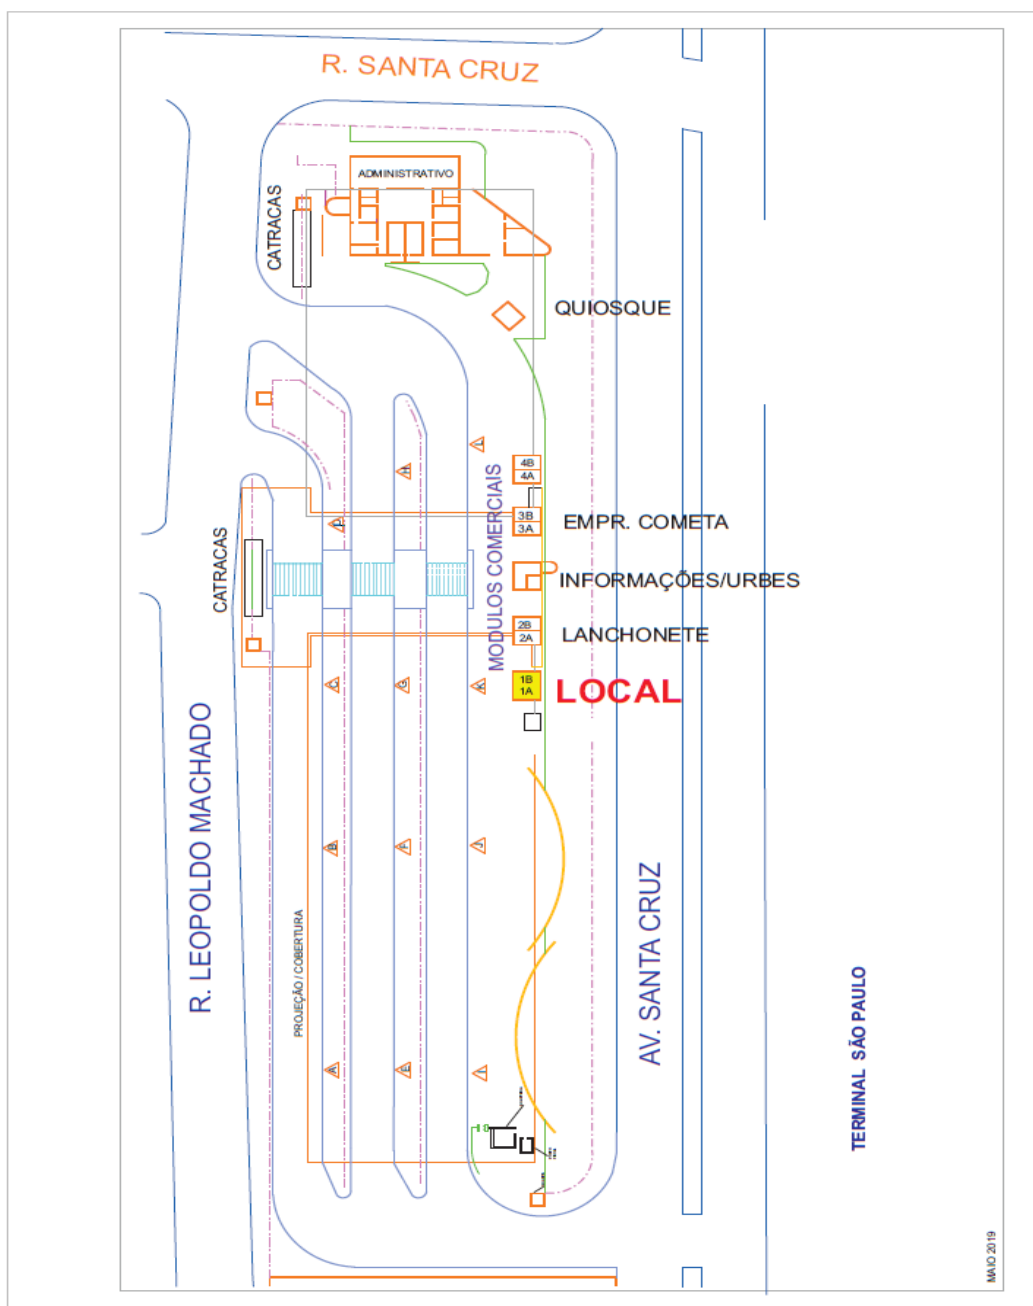 R. SANTA CRUZ
ADMINISTRATIVO
CATRACAS
QUIOSQUE
L
H
4B
4A
MODULOS COMERCIAIS
3B
3A
EMPR. COMETA
D
CATRACAS
INFORMAÇÕES/URBES
2B
2A
LANCHONETE
C
G
K
1B
1A
LOCAL
R. LEOPOLDO MACHADO
B
F
J
AV. SANTA CRUZ
PROJEÇÃO / COBERTURA
A
E
I
TERMINAL SÃO PAULO
MAIO 2019